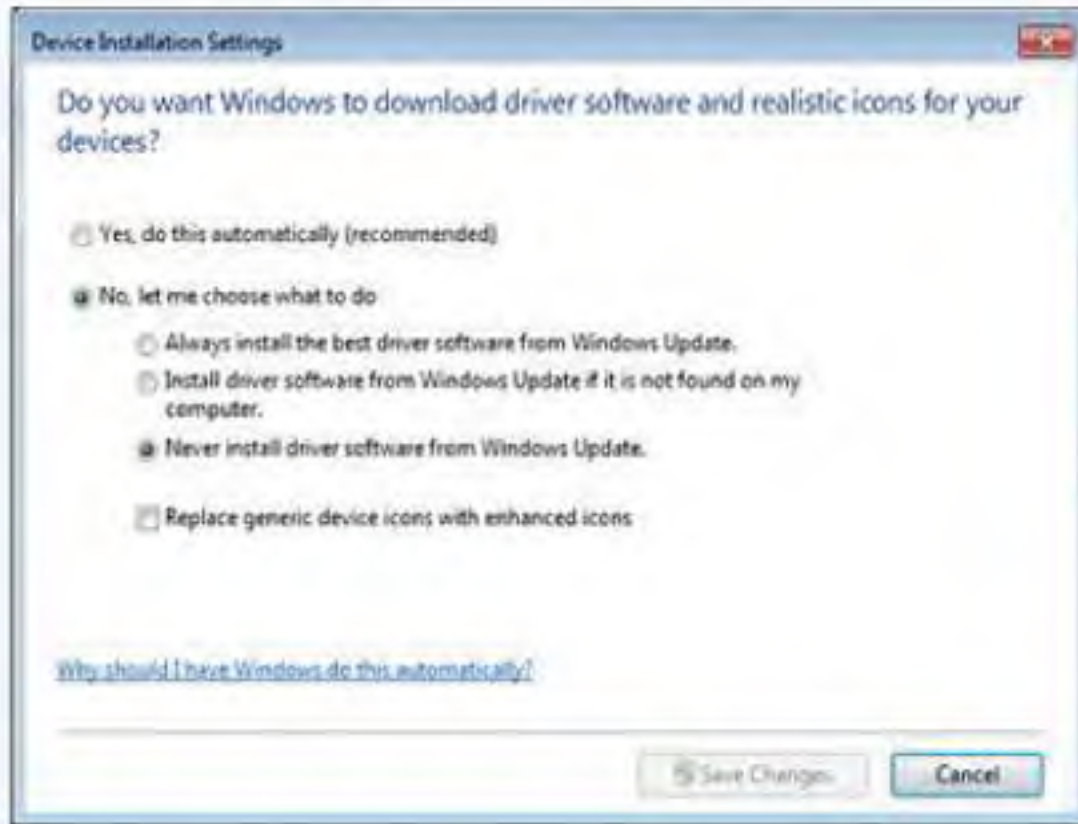 Device Installation Settings
Do you want Windows to download driver software and realistic icons for your
devices?
Yes, do this automatically (recommended)
No, let me choose what to do
Always install the best driver software from Windows Update.
Install driver software from Windows Update if it is not found on my
computer.
Never install driver software from Windows Update.
Replace generic device icons with enhanced icons
Why should I have Windows do this automatically?
Save Changes
Cancel